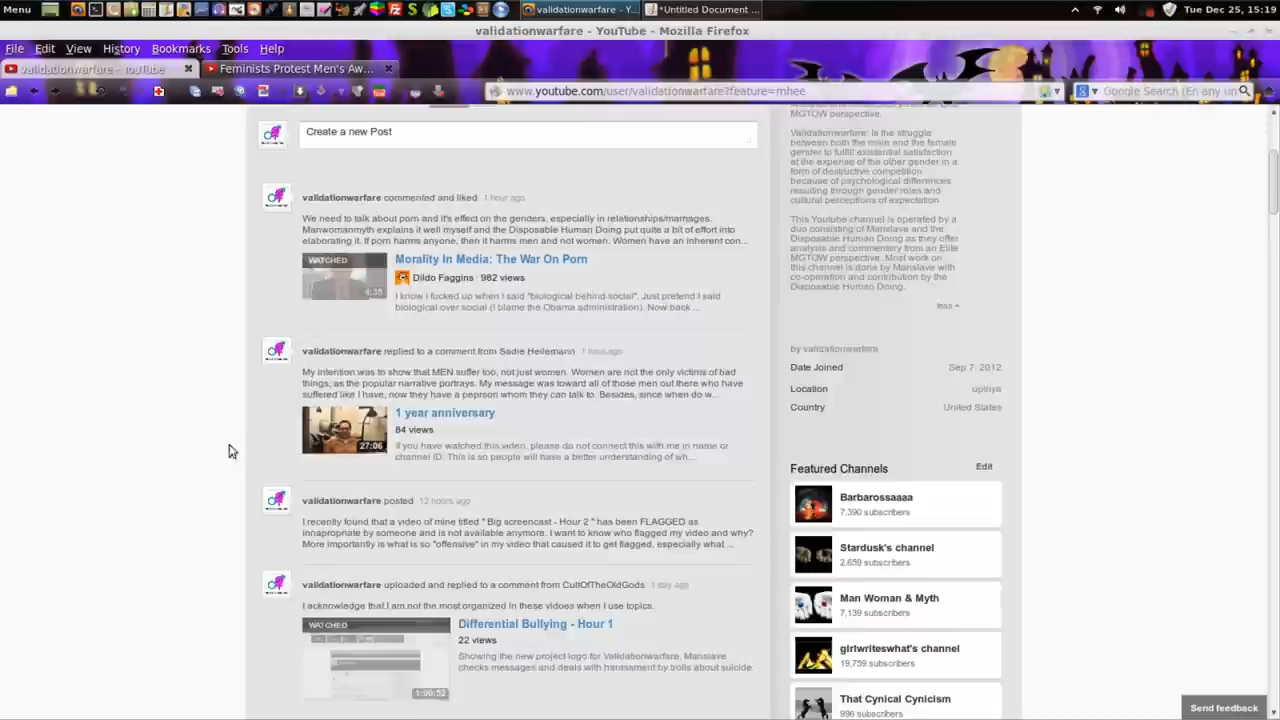 Menu
validationwarfare - Y...
*Untitled Document ...
Tue Dec 25, 15:19
validationwarfare - YouTube - Mozilla Firefox
File Edit View History Bookmarks Tools Help
validationwarfare - YouTube
Feminists Protest Men's Aw...
www.youtube.com/user/validationwarfare?feature=mhee
Google Search (En any un
Create a new Post
validationwarfare commented and liked 1 hour ago
We need to talk about porn and it's effect on the genders, especially in relationships/marriages.
Manwomanmyth explains it well myself and the Disposable Human Doing put quite a bit of effort into
elaborating it. If porn harms anyone, then it harms men and not women. Women have an inherent con...
WATCHED
4:35
Morality In Media: The War On Porn
Dildo Faggins · 982 views
I know I fucked up when I said "biological behind social". Just pretend I said
biological over social (I blame the Obama administration). Now back ...
validationwarfare replied to a comment from Sadie Heilemann 1 hour ago
My intention was to show that MEN suffer too, not just women. Women are not the only victims of bad
things, as the popular narrative portrays. My message was toward all of those men out there who have
suffered like I have, now they have a peprson whom they can talk to. Besides, since when do w...
27:06
1 year anniversary
84 views
If you have watched this video, please do not connect this with me in name or
channel ID. This is so people will have a better understanding of wh...
validationwarfare posted 12 hours ago
I recently found that a video of mine titled " Big screencast - Hour 2 " has been FLAGGED as
innapropriate by someone and is not available anymore. I want to know who flagged my video and why?
More importantly is what is so "offensive" in my video that caused it to get flagged, especially what ...
validationwarfare uploaded and replied to a comment from CultOfTheOldGods 1 day ago
I acknowledge that I am not the most organized in these videos when I use topics.
WATCHED
1:00:52
Differential Bullying - Hour 1
22 views
Showing the new project logo for Validationwarfare, Manslave
checks messages and deals with harassment by trolls about suicide.
MGTOW perspective.
Validationwarfare: Is the struggle
between both the male and the female
gender to fulfill existential satisfaction
at the expense of the other gender in a
form of destructive competition
because of psychological differences
resulting through gender roles and
cultural perceptions of expectation
This Youtube channel is operated by a
duo consisting of Manslave and the
Disposable Human Doing as they offer
analysis and commentary from an Elite
MGTOW perspective. Most work on
this channel is done by Manslave with
co-operation and contribution by the
Disposable Human Doing.
less
by validationwarfare
Date Joined Sep 7, 2012
Location
Country United States
Featured Channels Edit
Barbarossaaaa
7,390 subscribers
Stardusk's channel
2,659 subscribers
Man Woman & Myth
7,139 subscribers
girlwriteswhat's channel
19,759 subscribers
That Cynical Cynicism
996 subscribers
Send feedback